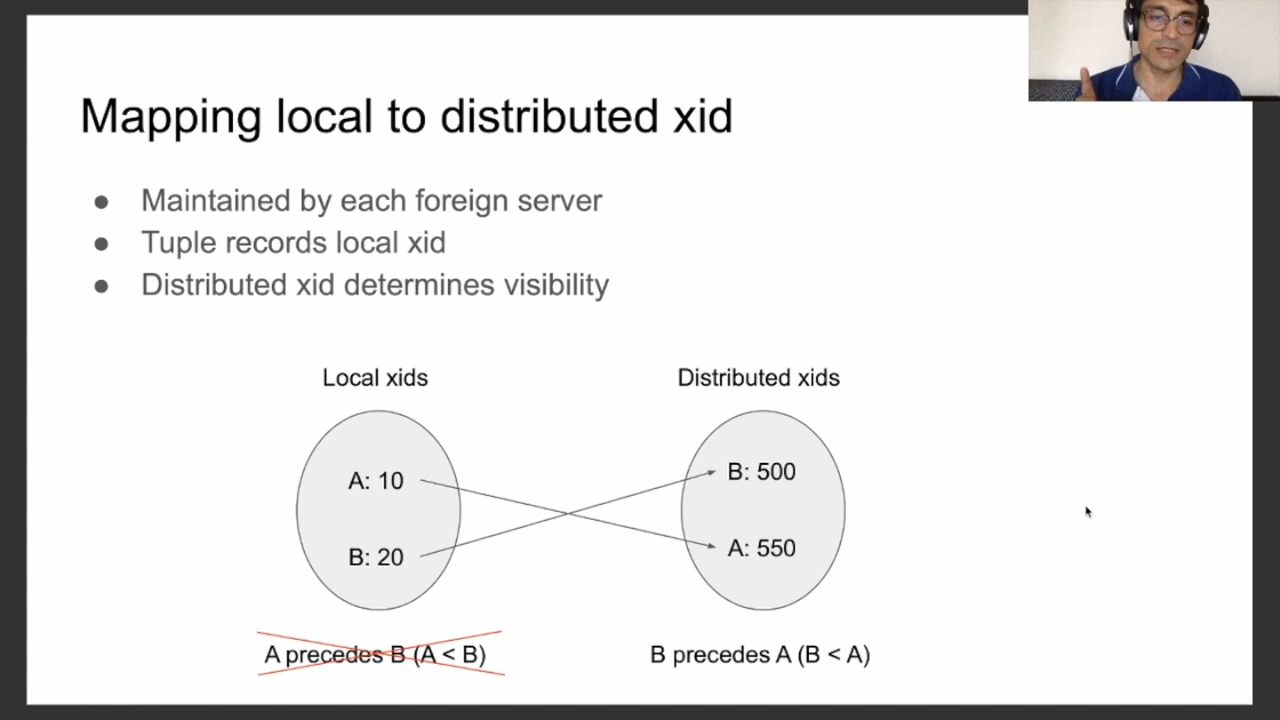 Mapping local to distributed xid
● Maintained by each foreign server
● Tuple records local xid
● Distributed xid determines visibility
Local xids
Distributed xids
A: 10
B: 500
B: 20
A: 550
A precedes B (A < B)
B precedes A (B < A)